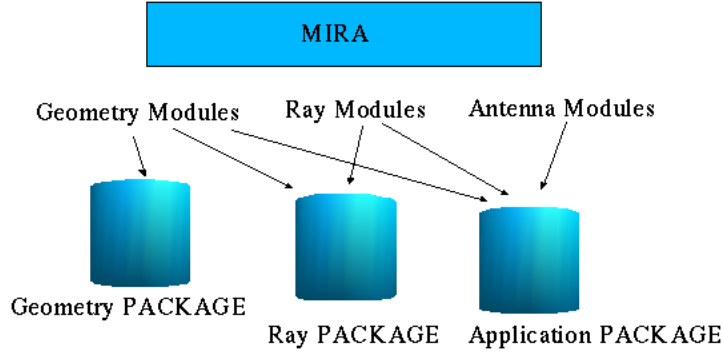 MIRA
Geometry Modules
Ray Modules
Antenna Modules
Geometry PACKAGE
Ray PACKAGE
Application PACKAGE